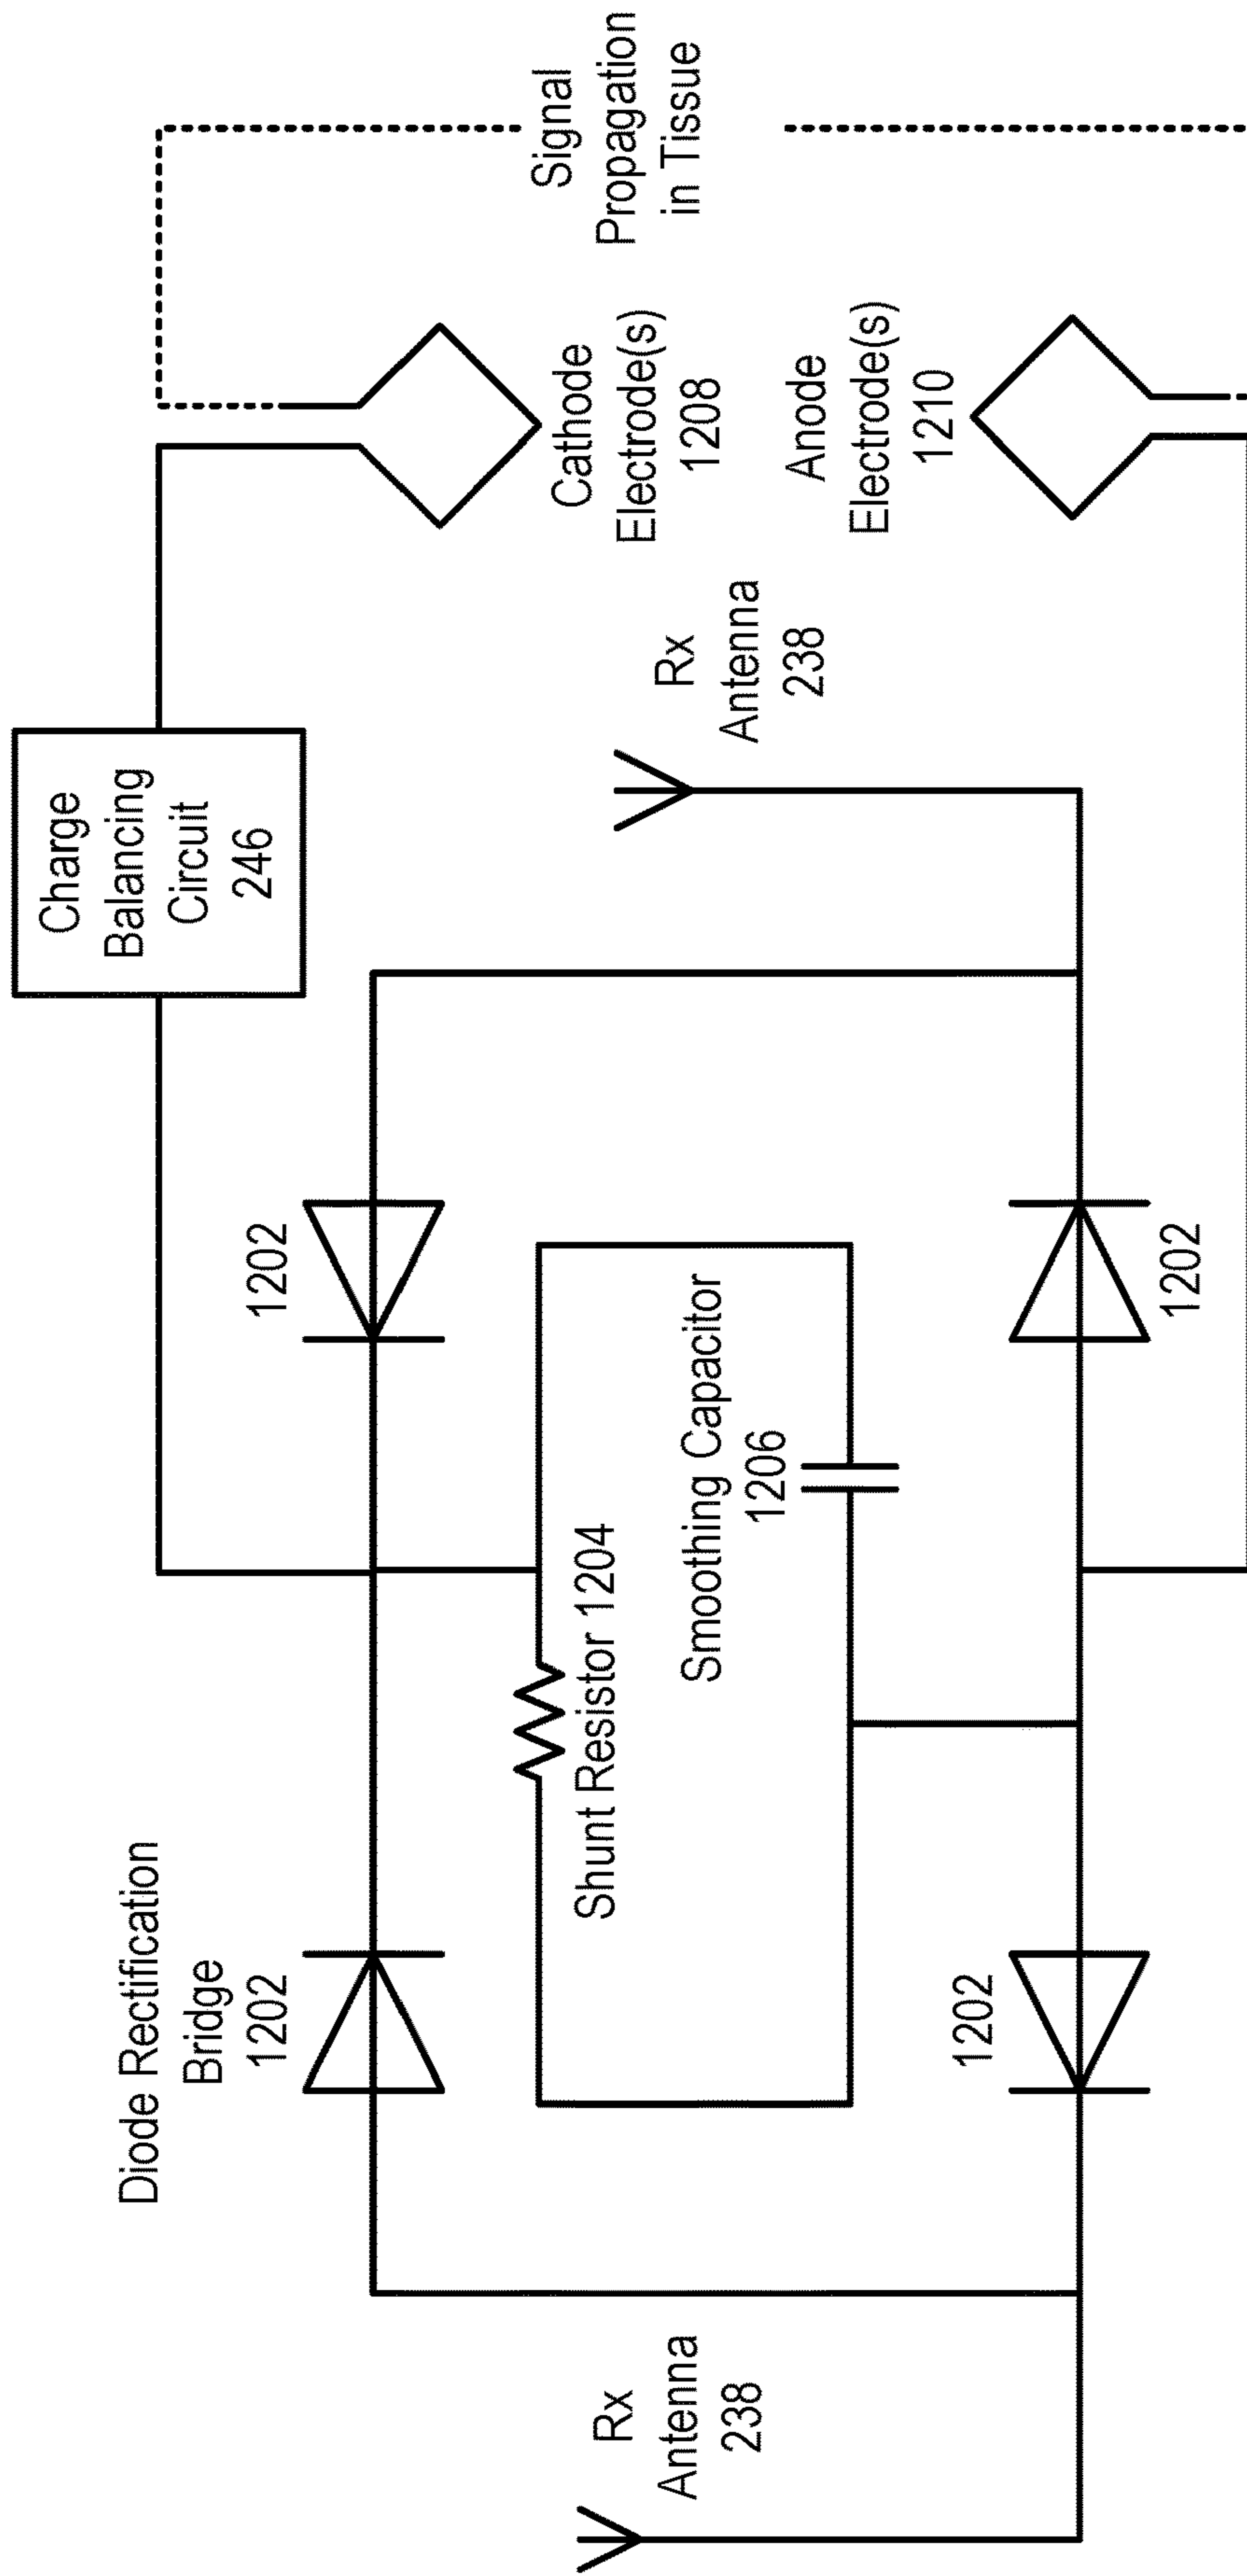 Diode Rectification
Bridge
1202
1202
Charge
Balancing
Circuit
246
Signal
Propagation
in Tissue
Shunt Resistor 1204
Smoothing Capacitor
1206
Cathode
Electrode(s)
1208
Rx
Antenna
238
Rx
Antenna
238
Anode
Electrode(s)
1210
1202
1202